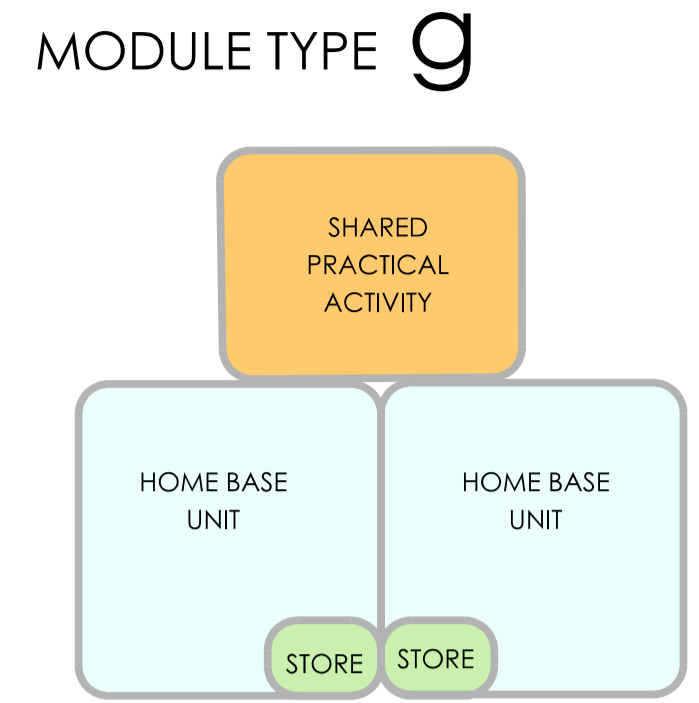 MODULE TYPE g
SHARED
PRACTICAL
ACTIVITY
HOME BASE
UNIT
HOME BASE
UNIT
STORE
STORE